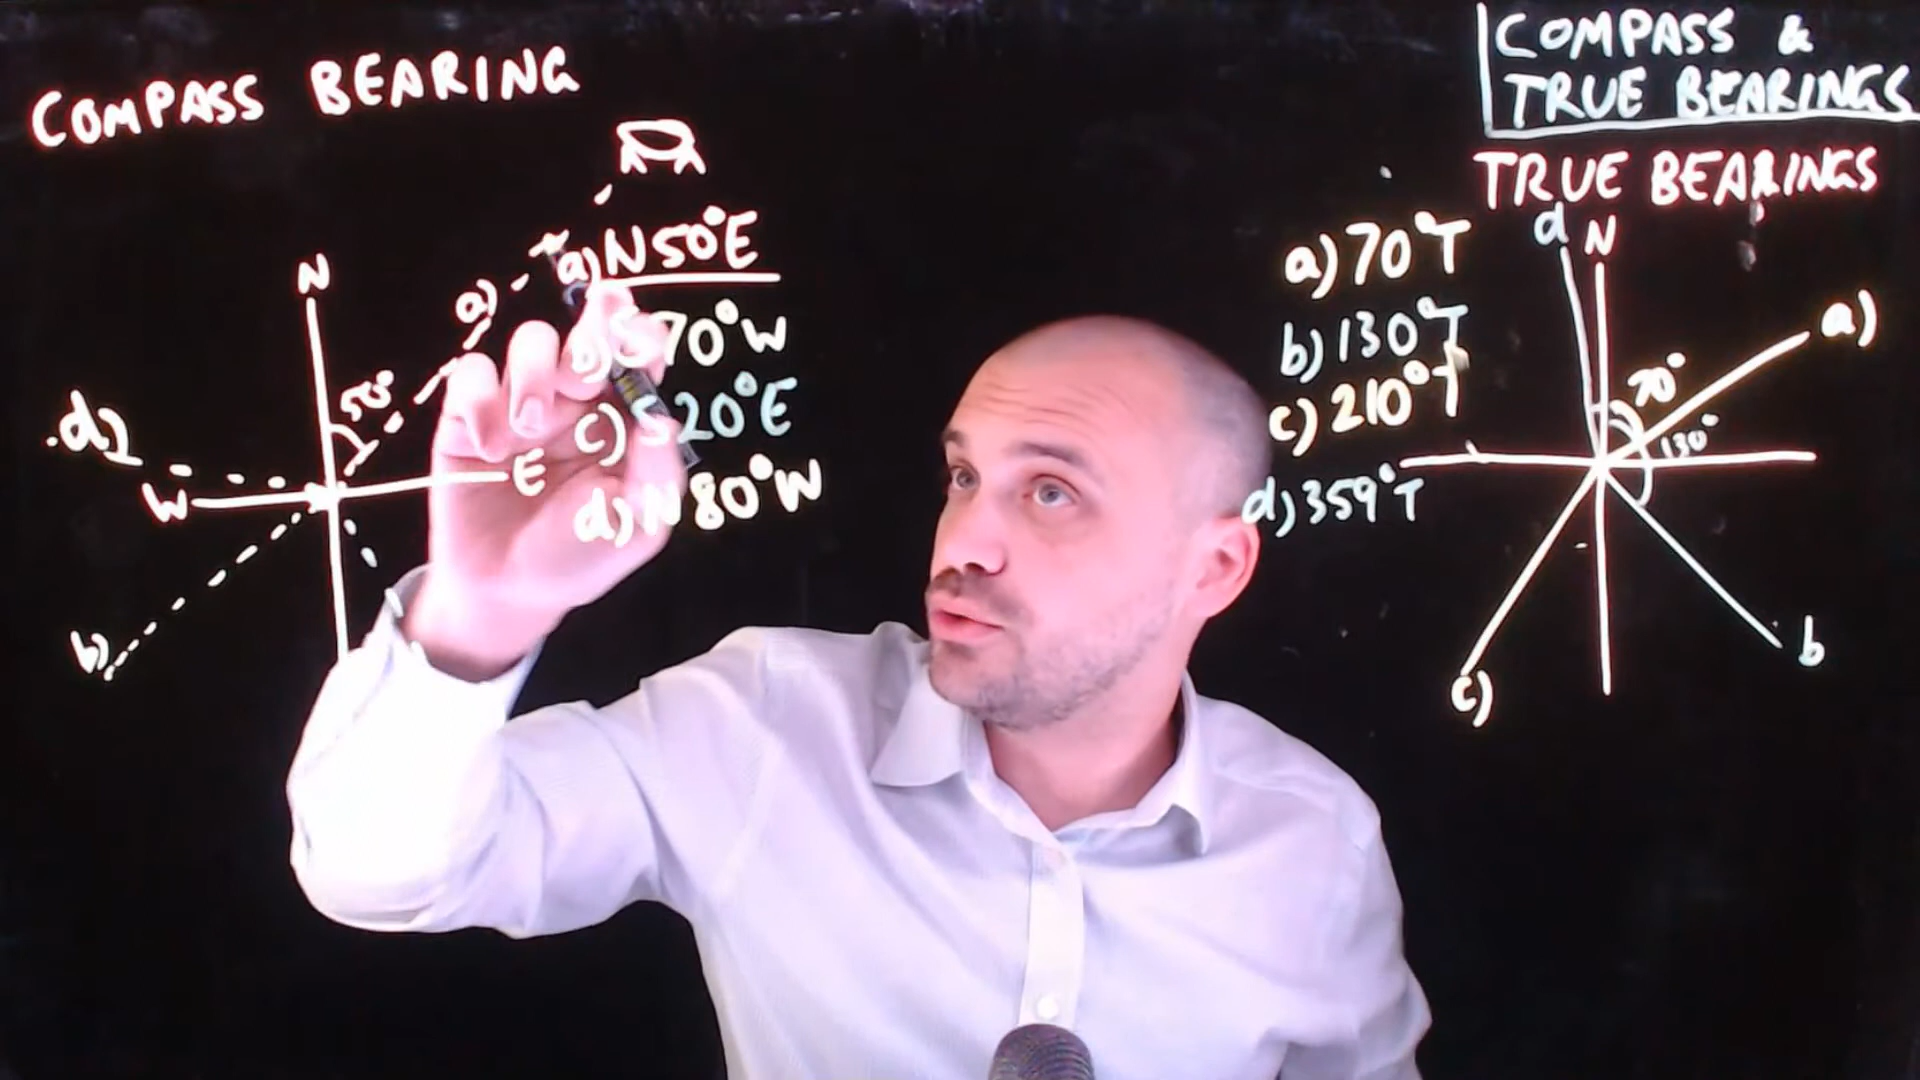 COMPASS BEARING
COMPASS &
TRUE BEARINGS
TRUE BEARINGS
a) N50°E
b) S70°W
c) S20°E
d) N80°W
N
a)
50°
d)
W
E
b)
a) 70°T
b) 130°T
c) 210°T
d) 359°T
d
N
a)
70°
130°
b
c)